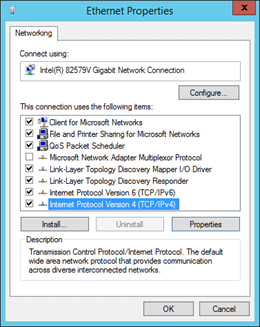 Ethernet Properties
Networking
Connect using:
Intel(R) 82579V Gigabit Network Connection
Configure...
This connection uses the following items:
Client for Microsoft Networks
File and Printer Sharing for Microsoft Networks
QoS Packet Scheduler
Microsoft Network Adapter Multiplexor Protocol
Link-Layer Topology Discovery Mapper I/O Driver
Link-Layer Topology Discovery Responder
Internet Protocol Version 6 (TCP/IPv6)
Internet Protocol Version 4 (TCP/IPv4)
Install...
Uninstall
Properties
Description
Transmission Control Protocol/Internet Protocol. The default
wide area network protocol that provides communication
across diverse interconnected networks.
OK
Cancel